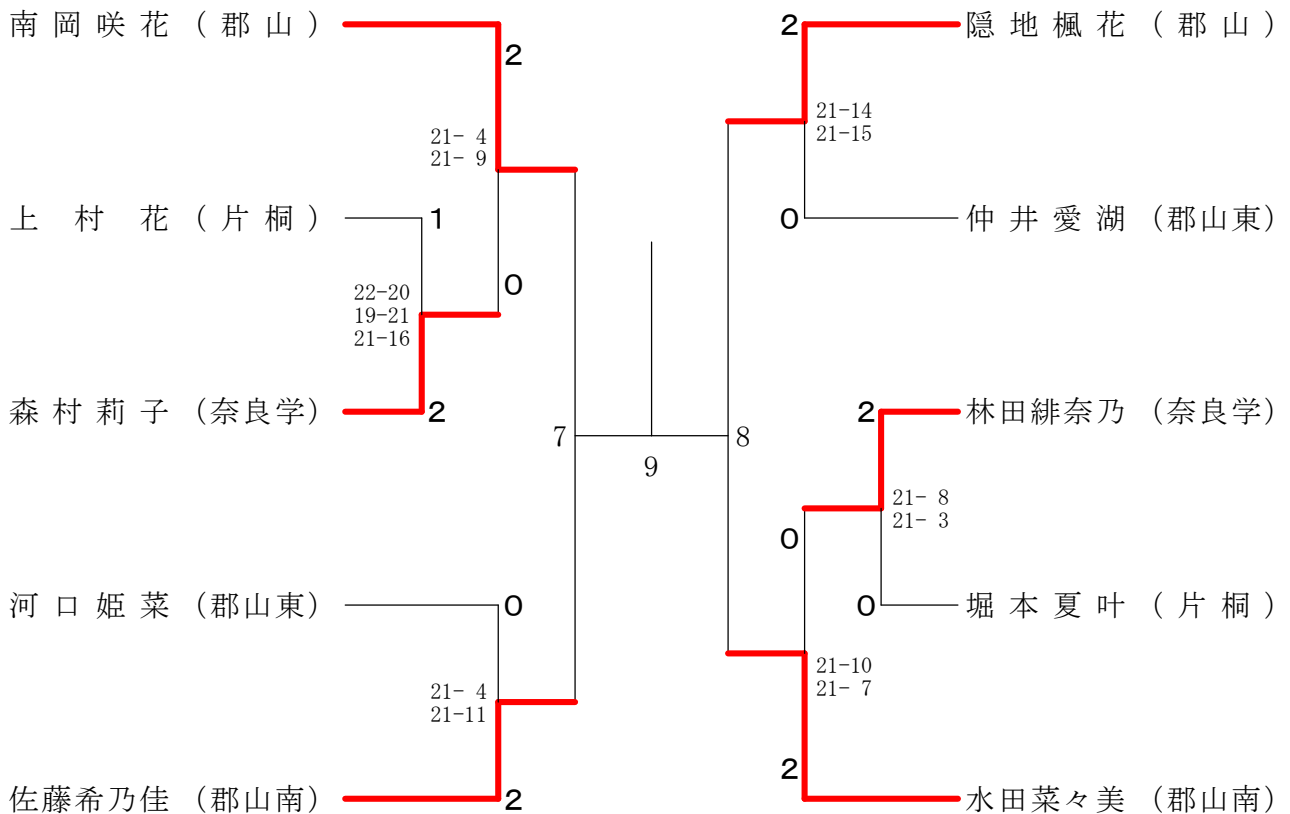 南岡咲花 (郡山)
2
21- 4
21- 9
上村 花 (片桐)
1
0
22-20
19-21
21-16
森村莉子 (奈良学)
2
7
河口姫菜 (郡山東)
0
21- 4
21-11
佐藤希乃佳 (郡山南)
2
9
2
隠地楓花 (郡山)
21-14
21-15
0
仲井愛湖 (郡山東)
8
2
林田緋奈乃 (奈良学)
21- 8
21- 3
0
0
堀本夏叶 (片桐)
21-10
21- 7
2
水田菜々美 (郡山南)